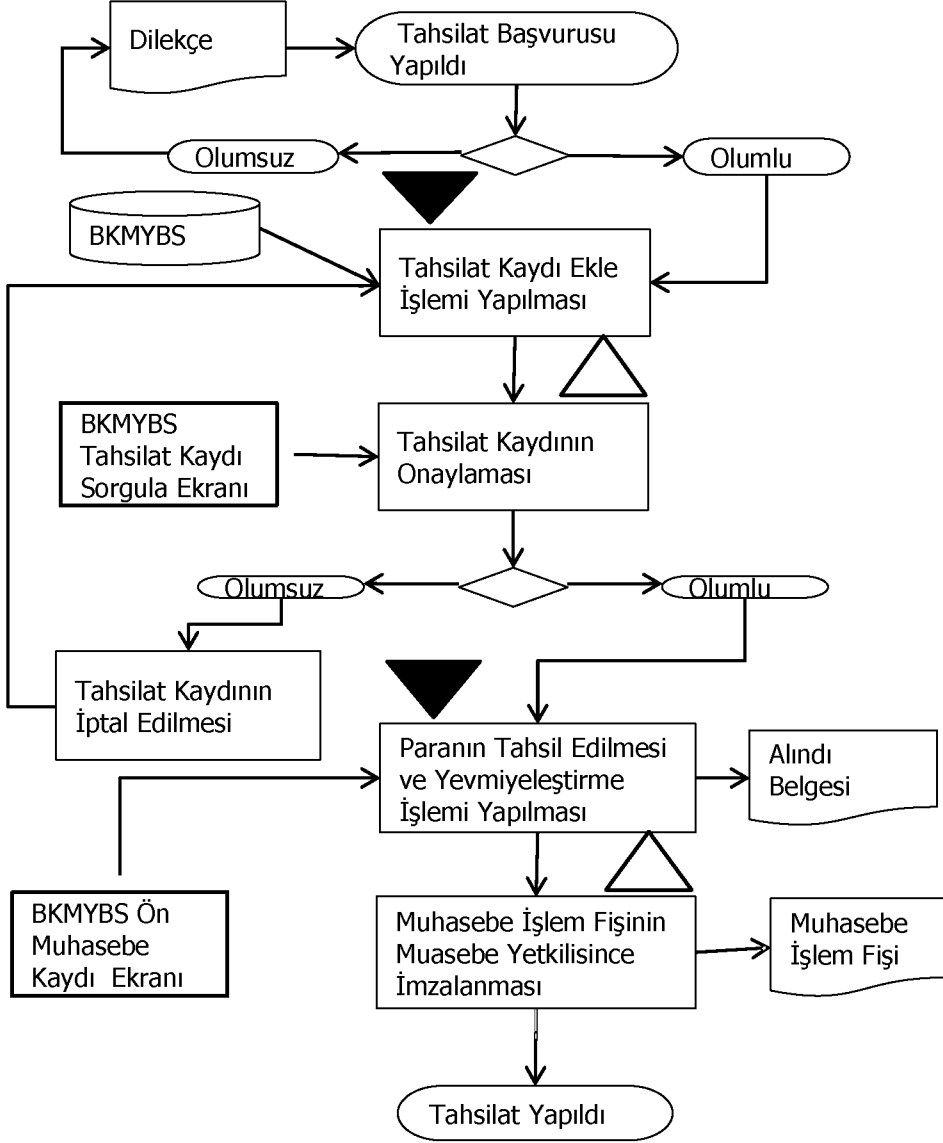 Dilekçe
Tahsilat Başvurusu
Yapıldı
Olumsuz
Olumlu
BKMYBS
Tahsilat Kaydı Ekle
İşlemi Yapılması
BKMYBS
Tahsilat Kaydı
Sorgula Ekranı
Tahsilat Kaydının
Onaylaması
Olumsuz
Olumlu
Tahsilat Kaydının
İptal Edilmesi
Paranın Tahsil Edilmesi
ve Yevmiyeleştirme
İşlemi Yapılması
Alındı
Belgesi
BKMYBS Ön
Muhasebe
Kaydı Ekranı
Muhasebe İşlem Fişinin
Muasebe Yetkilisince
İmzalanması
Muhasebe
İşlem Fişi
Tahsilat Yapıldı